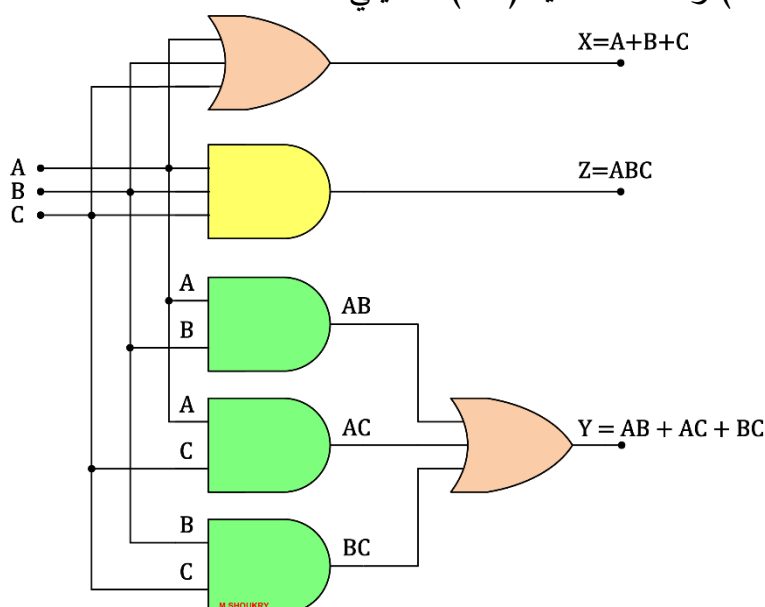 X=A+B+C
A
B
C
Z=ABC
A
B
AB
A
C
AC
Y = AB + AC + BC
B
C
BC
M.SHOUKRY